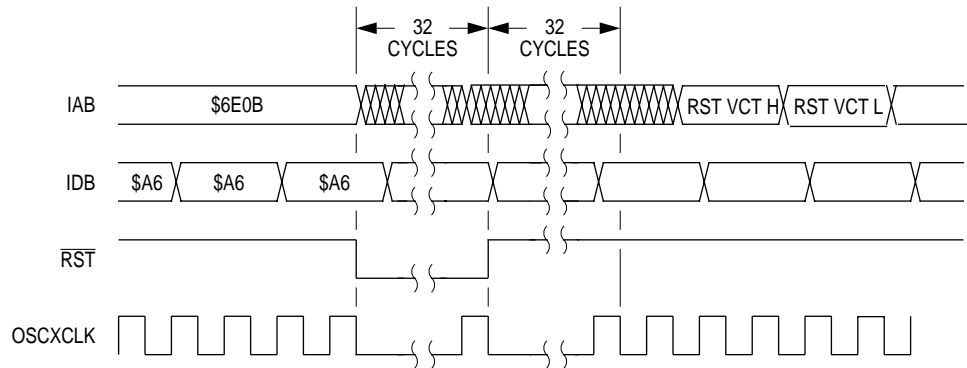 32
CYCLES
32
CYCLES
IAB
$6E0B
RST VCT H
RST VCT L
IDB
$A6
$A6
$A6
RST
OSCXCLK